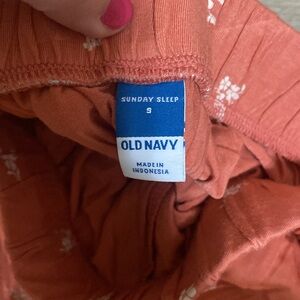 SUNDAY SLEEP
S
OLD NAVY
MADE IN
INDONESIA